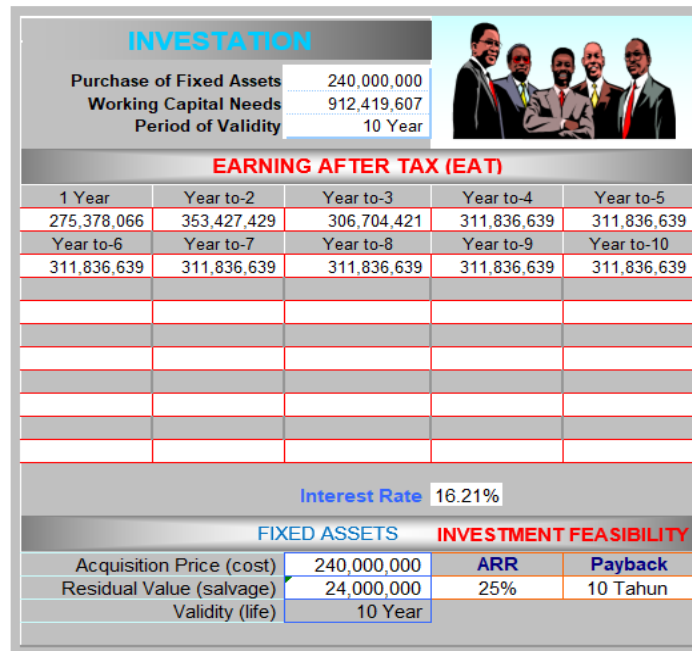 INVESTATION
Purchase of Fixed Assets 240,000,000
Working Capital Needs 912,419,607
Period of Validity 10 Year
EARNING AFTER TAX (EAT)
1 Year Year to-2 Year to-3 Year to-4 Year to-5
275,378,066 353,427,429 306,704,421 311,836,639 311,836,639
Year to-6 Year to-7 Year to-8 Year to-9 Year to-10
311,836,639 311,836,639 311,836,639 311,836,639 311,836,639
Interest Rate 16.21%
FIXED ASSETS INVESTMENT FEASIBILITY
Acquisition Price (cost) 240,000,000 ARR Payback
Residual Value (salvage) 24,000,000 25% 10 Tahun
Validity (life) 10 Year